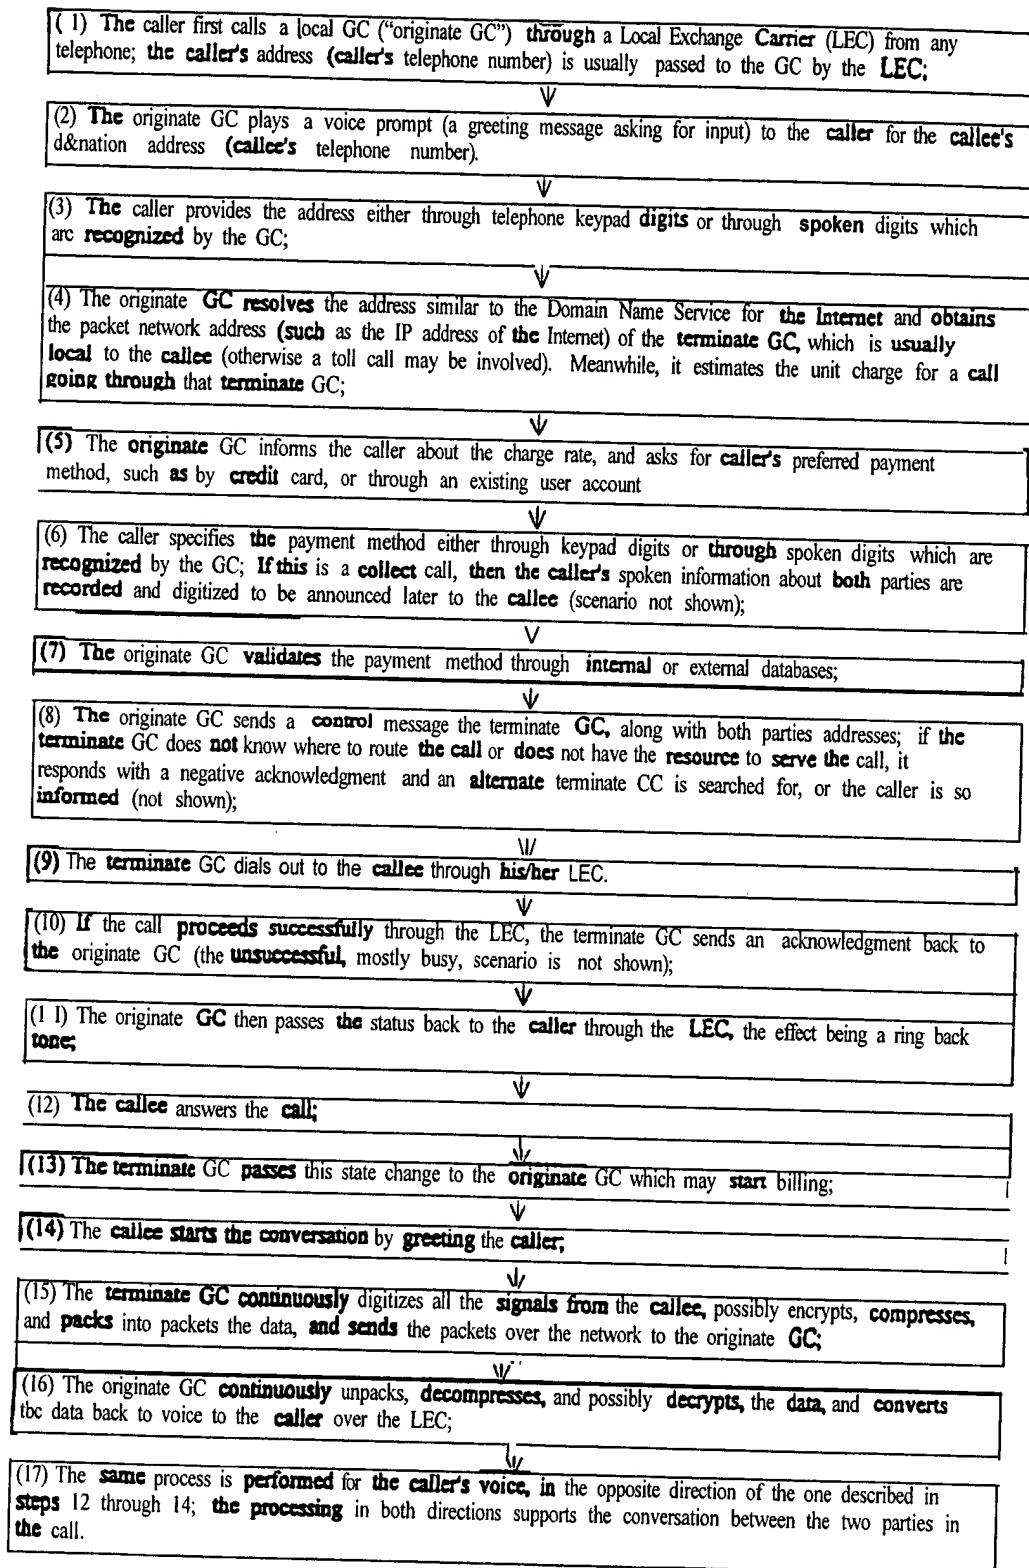 ( 1) The caller first calls a local GC (“originate GC”) through a Local Exchange Carrier (LEC) from any
telephone; the caller's address (caller's telephone number) is usually passed to the GC by the LEC;
(2) The originate GC plays a voice prompt (a greeting message asking for input) to the caller for the callee's
d&nation address (callee's telephone number).
(3) The caller provides the address either through telephone keypad digits or through spoken digits which
arc recognized by the GC;
(4) The originate GC resolves the address similar to the Domain Name Service for the Internet and obtains
the packet network address (such as the IP address of the Internet) of the terminate GC, which is usually
local to the callee (otherwise a toll call may be involved). Meanwhile, it estimates the unit charge for a call
going through that terminate GC;
(5) The originate GC informs the caller about the charge rate, and asks for caller's preferred payment
method, such as by credit card, or through an existing user account
(6) The caller specifies the payment method either through keypad digits or through spoken digits which are
recognized by the GC; If this is a collect call, then the caller's spoken information about both parties are
recorded and digitized to be announced later to the callee (scenario not shown);
(7) The originate GC validates the payment method through internal or external databases;
(8) The originate GC sends a control message the terminate GC, along with both parties addresses; if the
terminate GC does not know where to route the call or does not have the resource to serve the call, it
responds with a negative acknowledgment and an alternate terminate CC is searched for, or the caller is so
informed (not shown);
(9) The terminate GC dials out to the callee through his/her LEC.
(10) If the call proceeds successfully through the LEC, the terminate GC sends an acknowledgment back to
the originate GC (the unsuccessful, mostly busy, scenario is not shown);
(1 I) The originate GC then passes the status back to the caller through the LEC, the effect being a ring back
tone;
(12) The callee answers the call;
(13) The terminate GC passes this state change to the originate GC which may start billing;
(14) The callee starts the conversation by greeting the caller;
(15) The terminate GC continuously digitizes all the signals from the callee, possibly encrypts, compresses,
and packs into packets the data, and sends the packets over the network to the originate GC;
(16) The originate GC continuously unpacks, decompresses, and possibly decrypts, the data, and converts
tbc data back to voice to the caller over the LEC;
(17) The same process is performed for the caller's voice, in the opposite direction of the one described in
steps 12 through 14; the processing in both directions supports the conversation between the two parties in
the call.